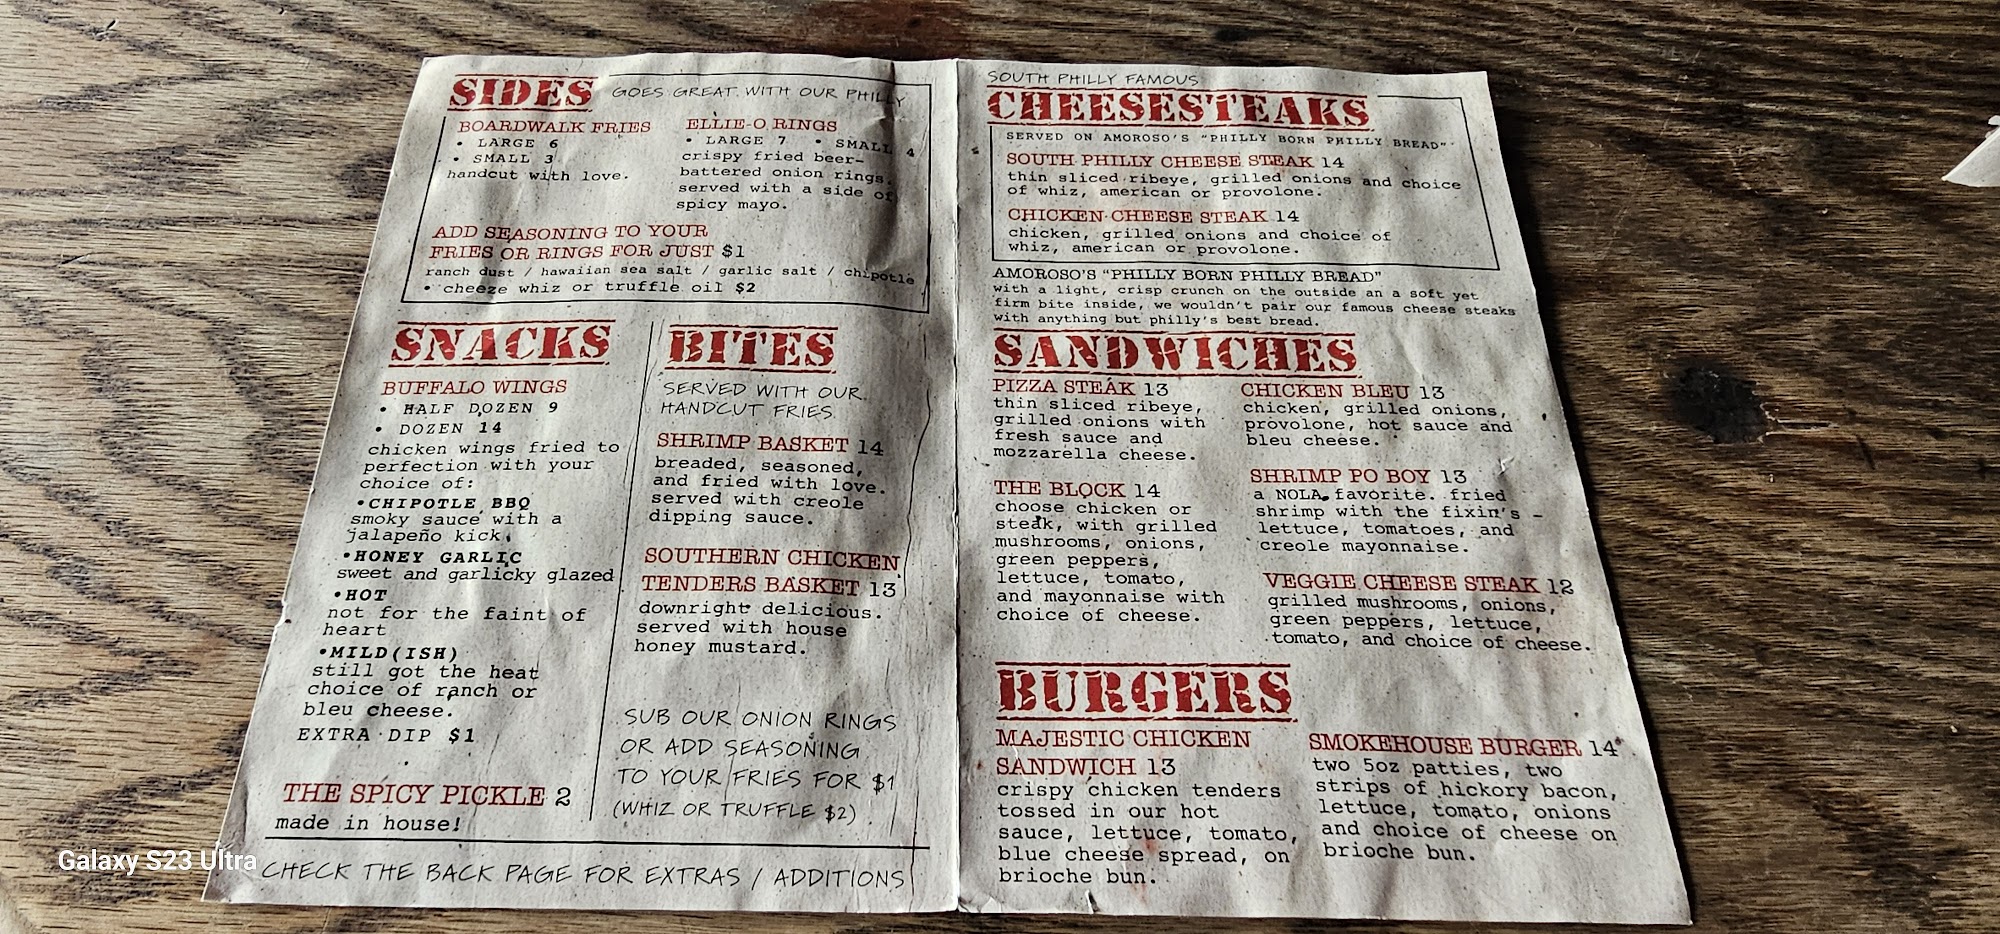 SIDES GOES GREAT WITH OUR PHILLY
BOARDWALK FRIES
• LARGE 6
• SMALL 3
handcut with love.
ELLIE-O RINGS
• LARGE 7 • SMALL 4
crispy fried beer-
battered onion rings.
served with a side of
spicy mayo.
ADD SEASONING TO YOUR
FRIES OR RINGS FOR JUST $1
ranch dust / hawaiian sea salt / garlic salt / chipotle
• cheeze whiz or truffle oil $2
SNACKS
BUFFALO WINGS
• HALF DOZEN 9
• DOZEN 14
chicken wings fried to
perfection with your
choice of:
•CHIPOTLE BBQ
smoky sauce with a
jalapeño kick.
•HONEY GARLIC
sweet and garlicky glazed
•HOT
not for the faint of
heart
•MILD(ISH)
still got the heat
choice of ranch or
bleu cheese.
EXTRA DIP $1
THE SPICY PICKLE 2
made in house!
BITES
SERVED WITH OUR
HANDCUT FRIES.
SHRIMP BASKET 14
breaded, seasoned,
and fried with love.
served with creole
dipping sauce.
SOUTHERN CHICKEN
TENDERS BASKET 13
downright delicious.
served with house
honey mustard.
SUB OUR ONION RINGS
OR ADD SEASONING
TO YOUR FRIES FOR $1
(WHIZ OR TRUFFLE $2)
CHECK THE BACK PAGE FOR EXTRAS / ADDITIONS
SOUTH PHILLY FAMOUS
CHEESESTEAKS
SERVED ON AMOROSO'S "PHILLY BORN PHILLY BREAD"
SOUTH PHILLY CHEESE STEAK 14
thin sliced ribeye, grilled onions and choice
of whiz, american or provolone.
CHICKEN CHEESE STEAK 14
chicken, grilled onions and choice of
whiz, american or provolone.
AMOROSO'S "PHILLY BORN PHILLY BREAD"
with a light, crisp crunch on the outside an a soft yet
firm bite inside, we wouldn't pair our famous cheese steaks
with anything but philly's best bread.
SANDWICHES
PIZZA STEAK 13
thin sliced ribeye,
grilled onions with
fresh sauce and
mozzarella cheese.
THE BLOCK 14
choose chicken or
steak, with grilled
mushrooms, onions,
green peppers,
lettuce, tomato,
and mayonnaise with
choice of cheese.
CHICKEN BLEU 13
chicken, grilled onions,
provolone, hot sauce and
bleu cheese.
SHRIMP PO BOY 13
a NOLA favorite. fried
shrimp with the fixin's –
lettuce, tomatoes, and
creole mayonnaise.
VEGGIE CHEESE STEAK 12
grilled mushrooms, onions,
green peppers, lettuce,
tomato, and choice of cheese.
BURGERS
MAJESTIC CHICKEN
SANDWICH 13
crispy chicken tenders
tossed in our hot
sauce, lettuce, tomato,
blue cheese spread, on
brioche bun.
SMOKEHOUSE BURGER 14
two 5oz patties, two
strips of hickory bacon,
lettuce, tomato, onions
and choice of cheese on
brioche bun.
Galaxy S23 Ultra